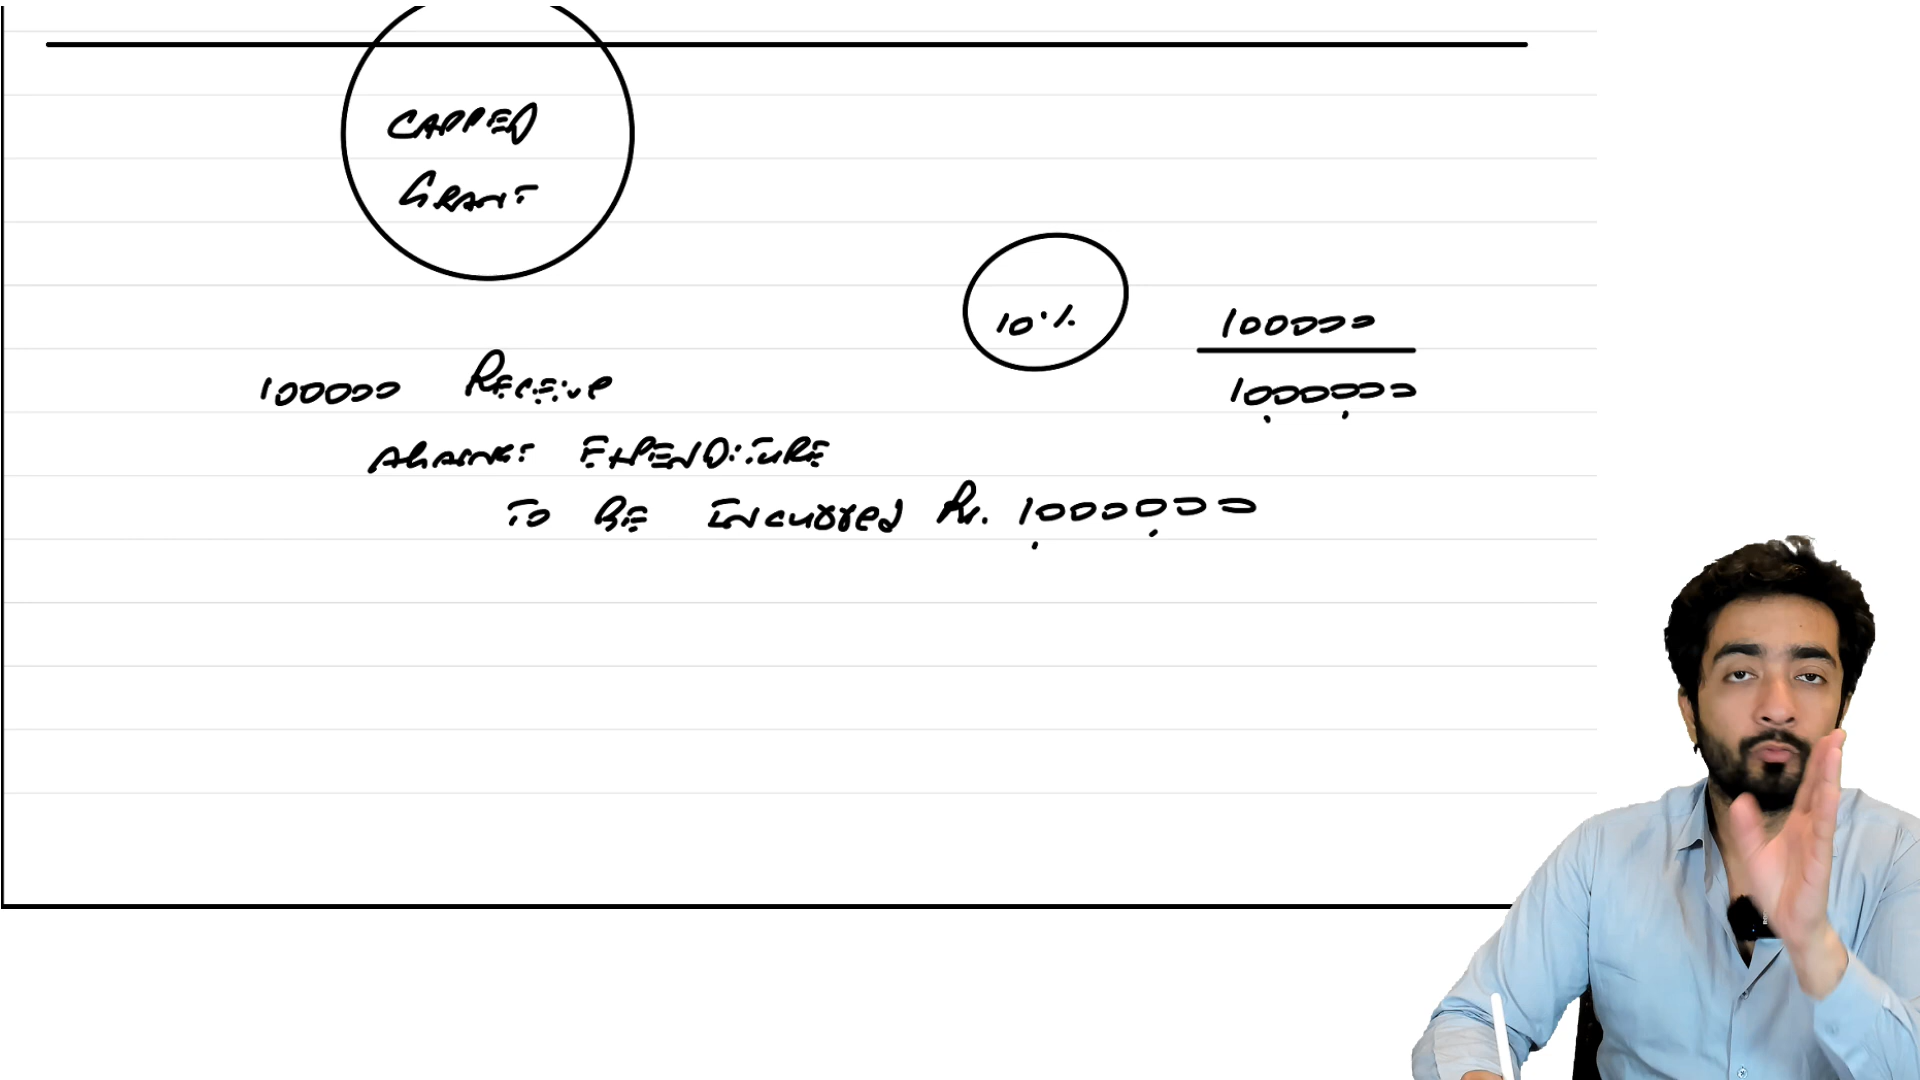 CAPPED
GRANT
10%
100000
1000000
100000 Receive
AGAINST EXPENDITURE
TO BE Incurred Rs. 1000000